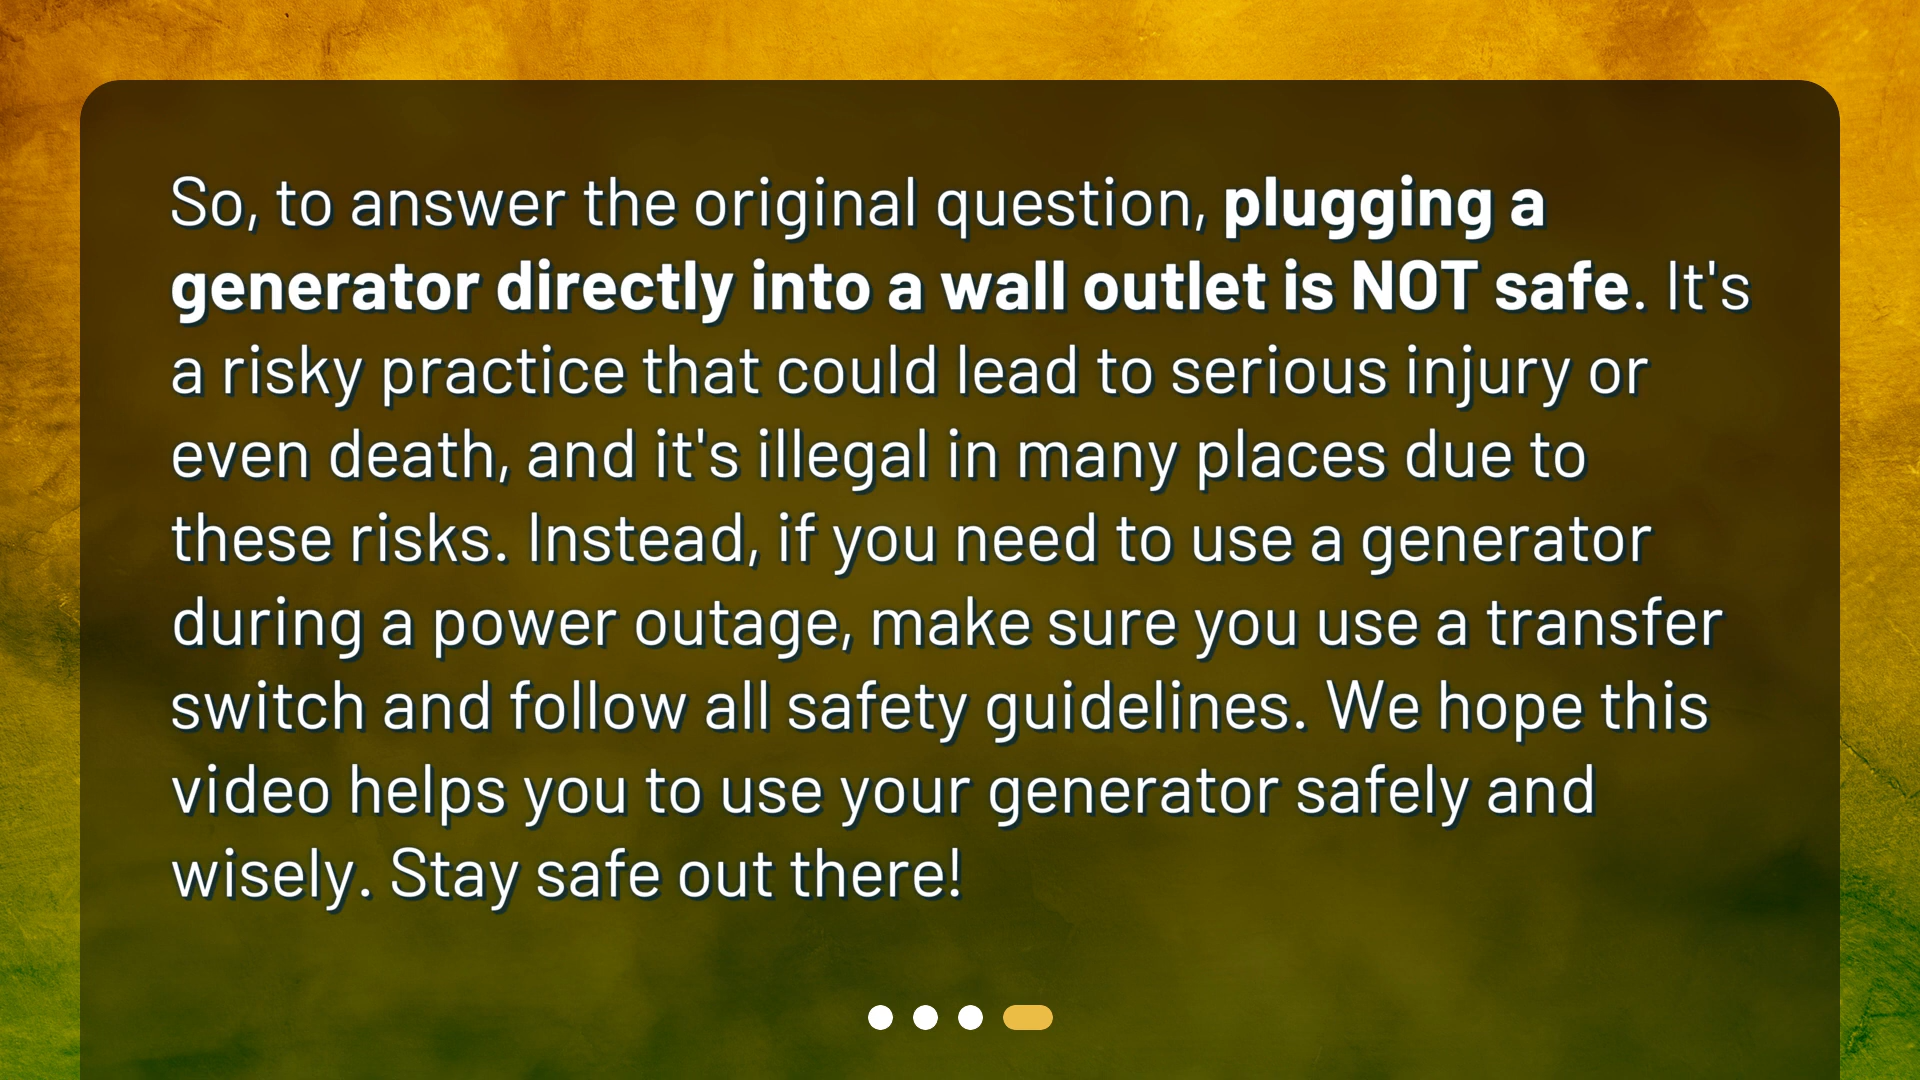 So, to answer the original question, plugging a
generator directly into a wall outlet is NOT safe. It's
a risky practice that could lead to serious injury or
even death, and it's illegal in many places due to
these risks. Instead, if you need to use a generator
during a power outage, make sure you use a transfer
switch and follow all safety guidelines. We hope this
video helps you to use your generator safely and
wisely. Stay safe out there!